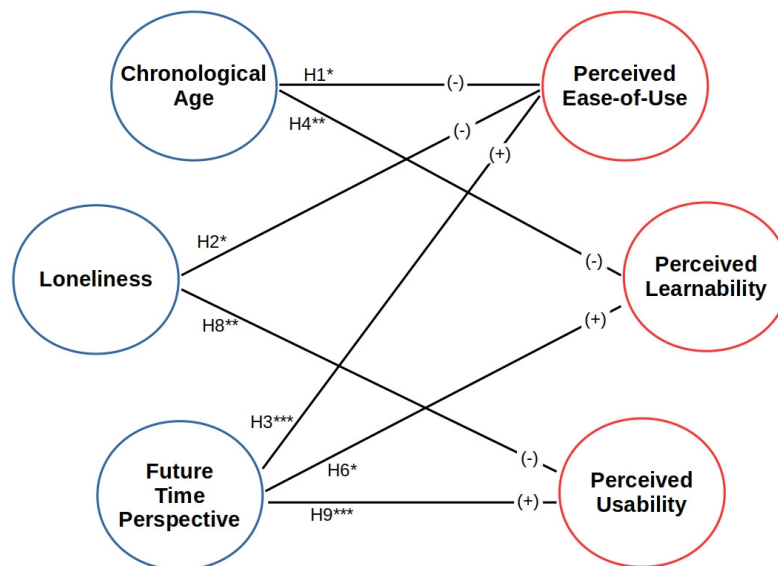 Chronological
Age
H1*
(-)
Perceived
Ease-of-Use
H4**
(-)
(+)
H2*
Loneliness
(-)
Perceived
Learnability
H8**
(+)
H3***
Future
Time
Perspective
H6*
(-)
H9***
(+)
Perceived
Usability